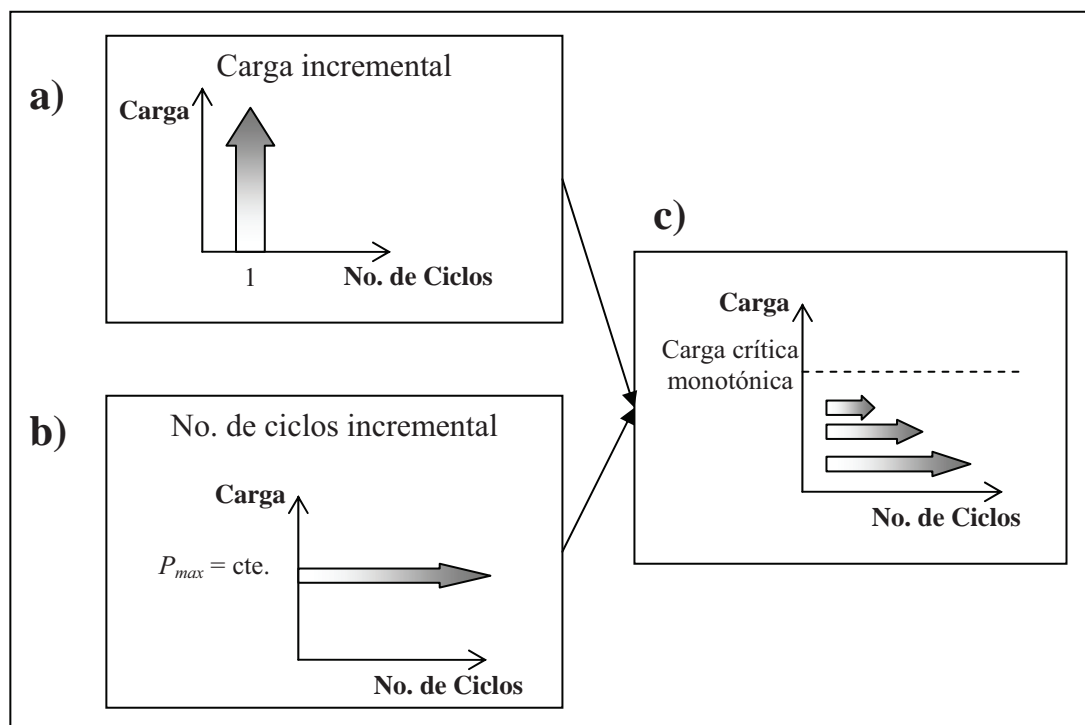 a)
Carga incremental
Carga
1
No. de Ciclos
b)
No. de ciclos incremental
Carga
P_max = cte.
No. de Ciclos
c)
Carga
Carga crítica
monotónica
No. de Ciclos